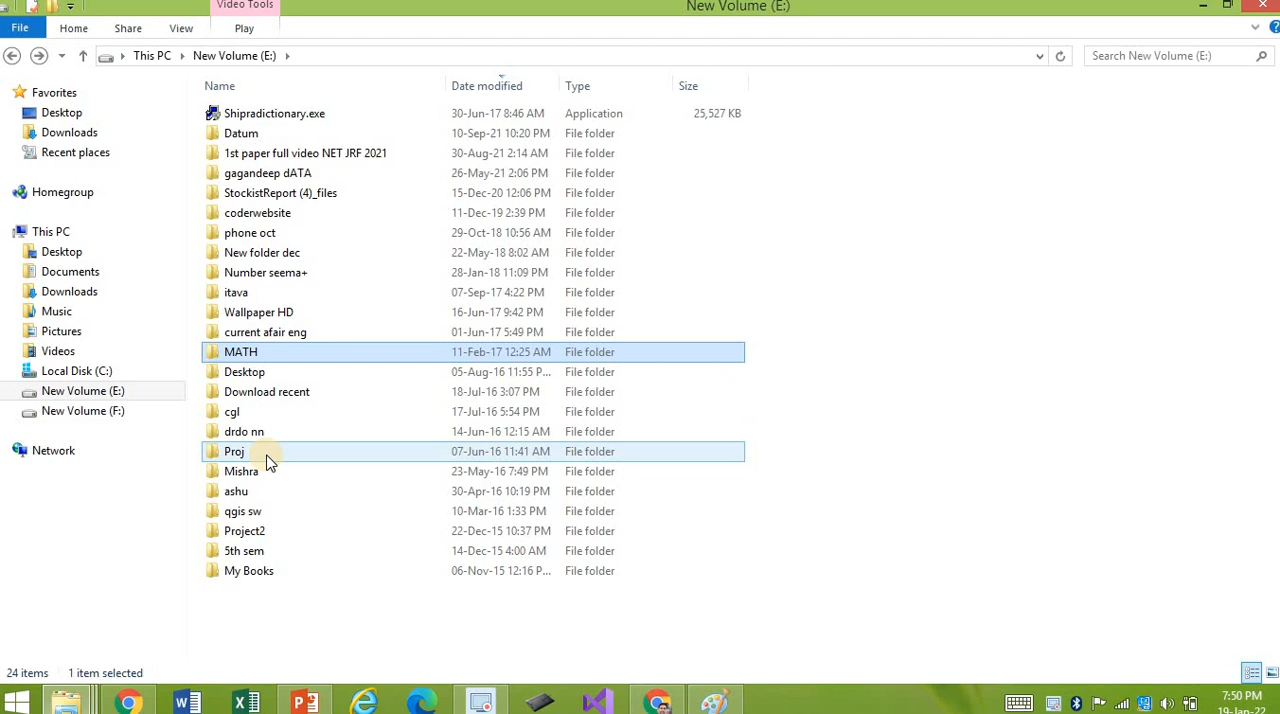 Video Tools
New Volume (E:)
File Home Share View Play
This PC New Volume (E:)
Search New Volume (E:)
Name Date modified Type Size
Favorites
Desktop
Downloads
Recent places
Homegroup
This PC
Desktop
Documents
Downloads
Music
Pictures
Videos
Local Disk (C:)
New Volume (E:)
New Volume (F:)
Network
Shipradictionary.exe 30-Jun-17 8:46 AM Application 25,527 KB
Datum 10-Sep-21 10:20 PM File folder
1st paper full video NET JRF 2021 30-Aug-21 2:14 AM File folder
gagandeep dATA 26-May-21 2:06 PM File folder
StockistReport (4)_files 15-Dec-20 12:06 PM File folder
coderwebsite 11-Dec-19 2:39 PM File folder
phone oct 29-Oct-18 10:56 AM File folder
New folder dec 22-May-18 8:02 AM File folder
Number seema+ 28-Jan-18 11:09 PM File folder
itava 07-Sep-17 4:22 PM File folder
Wallpaper HD 16-Jun-17 9:42 PM File folder
current afair eng 01-Jun-17 5:49 PM File folder
MATH 11-Feb-17 12:25 AM File folder
Desktop 05-Aug-16 11:55 P... File folder
Download recent 18-Jul-16 3:07 PM File folder
cgl 17-Jul-16 5:54 PM File folder
drdo nn 14-Jun-16 12:15 AM File folder
Proj 07-Jun-16 11:41 AM File folder
Mishra 23-May-16 7:49 PM File folder
ashu 30-Apr-16 10:19 PM File folder
qgis sw 10-Mar-16 1:33 PM File folder
Project2 22-Dec-15 10:37 PM File folder
5th sem 14-Dec-15 4:00 AM File folder
My Books 06-Nov-15 12:16 P... File folder
24 items 1 item selected
7:50 PM
19-Jan-22